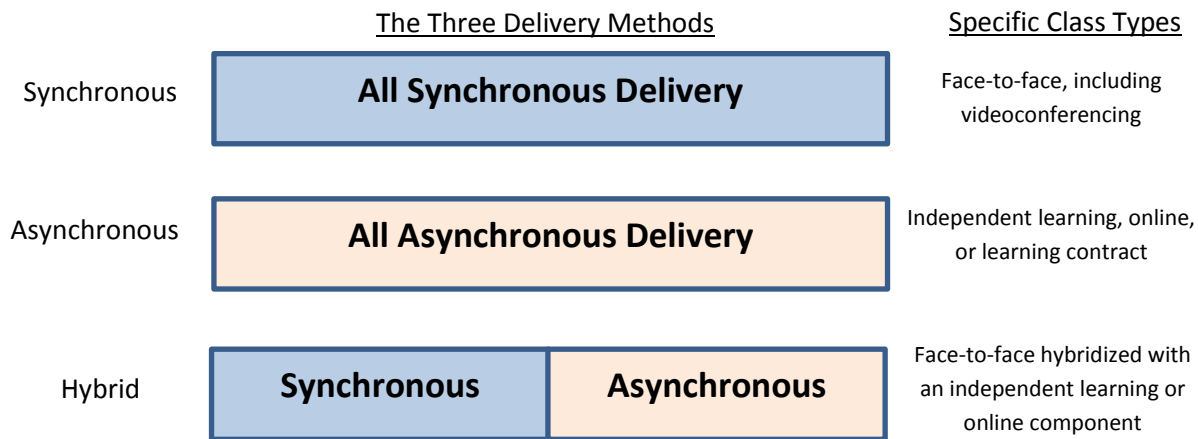 The Three Delivery Methods
Specific Class Types
Synchronous
All Synchronous Delivery
Face-to-face, including
videoconferencing
Asynchronous
All Asynchronous Delivery
Independent learning, online,
or learning contract
Hybrid
Synchronous
Asynchronous
Face-to-face hybridized with
an independent learning or
online component